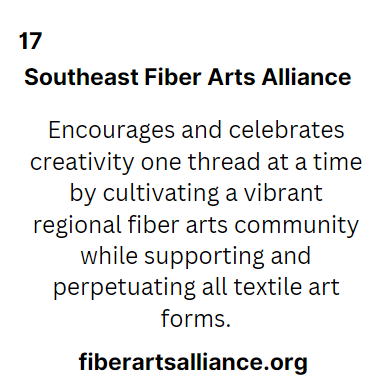 17
Southeast Fiber Arts Alliance
Encourages and celebrates
creativity one thread at a time
by cultivating a vibrant
regional fiber arts community
while supporting and
perpetuating all textile art
forms.
fiberartsalliance.org